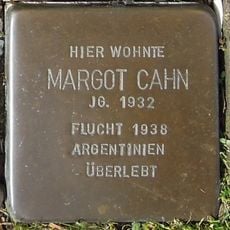 HIER WOHNTE
MARGOT CAHN
JG. 1932
FLUCHT 1938
ARGENTINIEN
ÜBERLEBT